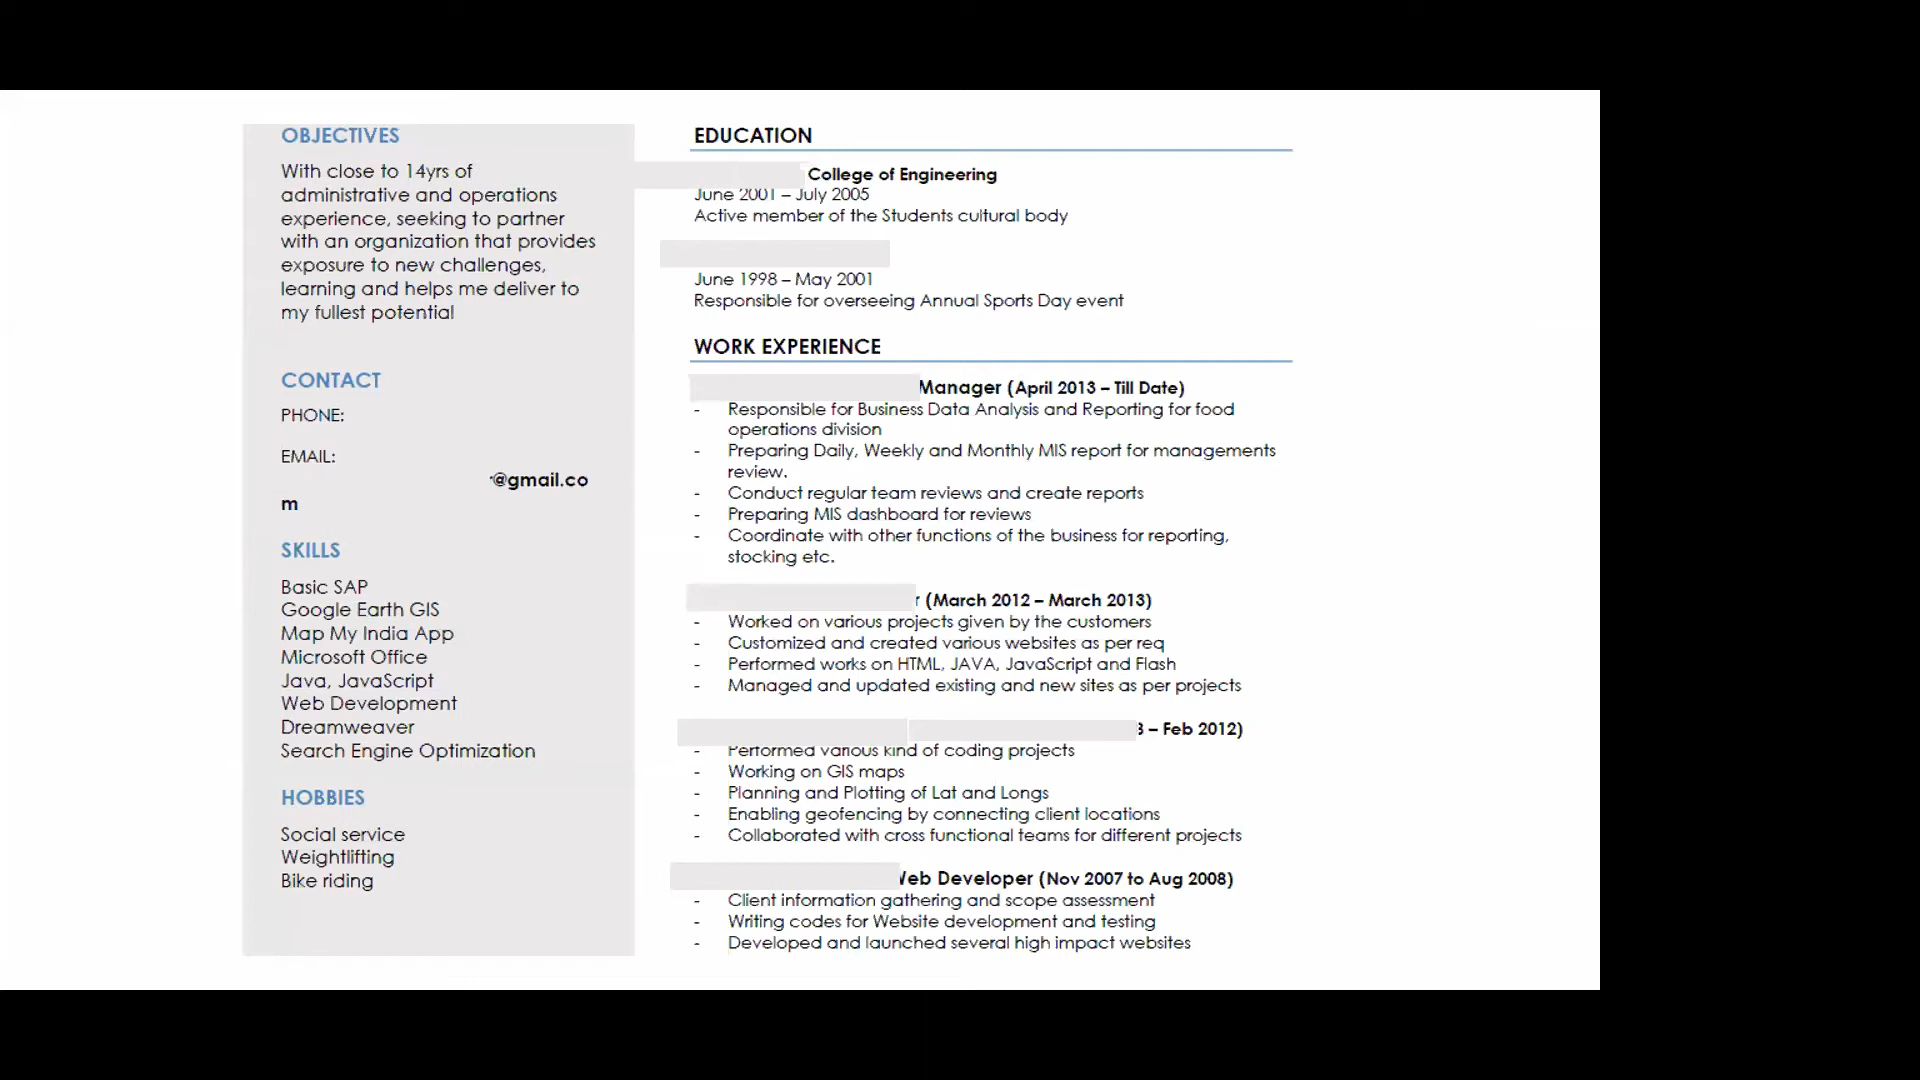 OBJECTIVES
With close to 14yrs of
administrative and operations
experience, seeking to partner
with an organization that provides
exposure to new challenges,
learning and helps me deliver to
my fullest potential
CONTACT
PHONE:
EMAIL:
@gmail.co
m
SKILLS
Basic SAP
Google Earth GIS
Map My India App
Microsoft Office
Java, JavaScript
Web Development
Dreamweaver
Search Engine Optimization
HOBBIES
Social service
Weightlifting
Bike riding
EDUCATION
College of Engineering
June 2001 – July 2005
Active member of the Students cultural body
June 1998 – May 2001
Responsible for overseeing Annual Sports Day event
WORK EXPERIENCE
Manager (April 2013 – Till Date)
- Responsible for Business Data Analysis and Reporting for food
operations division
- Preparing Daily, Weekly and Monthly MIS report for managements
review.
- Conduct regular team reviews and create reports
- Preparing MIS dashboard for reviews
- Coordinate with other functions of the business for reporting,
stocking etc.
r (March 2012 – March 2013)
- Worked on various projects given by the customers
- Customized and created various websites as per req
- Performed works on HTML, JAVA, JavaScript and Flash
- Managed and updated existing and new sites as per projects
– Feb 2012)
- Performed various kind of coding projects
- Working on GIS maps
- Planning and Plotting of Lat and Longs
- Enabling geofencing by connecting client locations
- Collaborated with cross functional teams for different projects
Web Developer (Nov 2007 to Aug 2008)
- Client information gathering and scope assessment
- Writing codes for Website development and testing
- Developed and launched several high impact websites